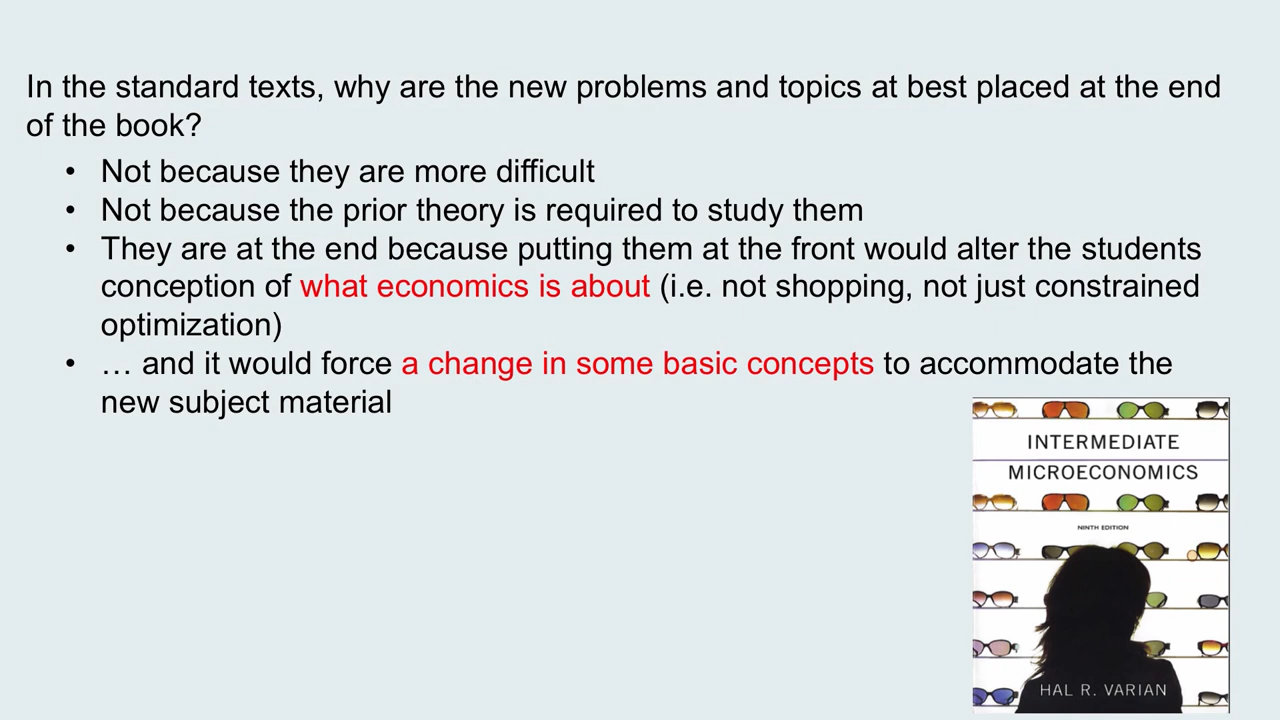 In the standard texts, why are the new problems and topics at best placed at the end
of the book?
• Not because they are more difficult
• Not because the prior theory is required to study them
• They are at the end because putting them at the front would alter the students
conception of what economics is about (i.e. not shopping, not just constrained
optimization)
• … and it would force a change in some basic concepts to accommodate the
new subject material
INTERMEDIATE
MICROECONOMICS
NINTH EDITION
HAL R. VARIAN